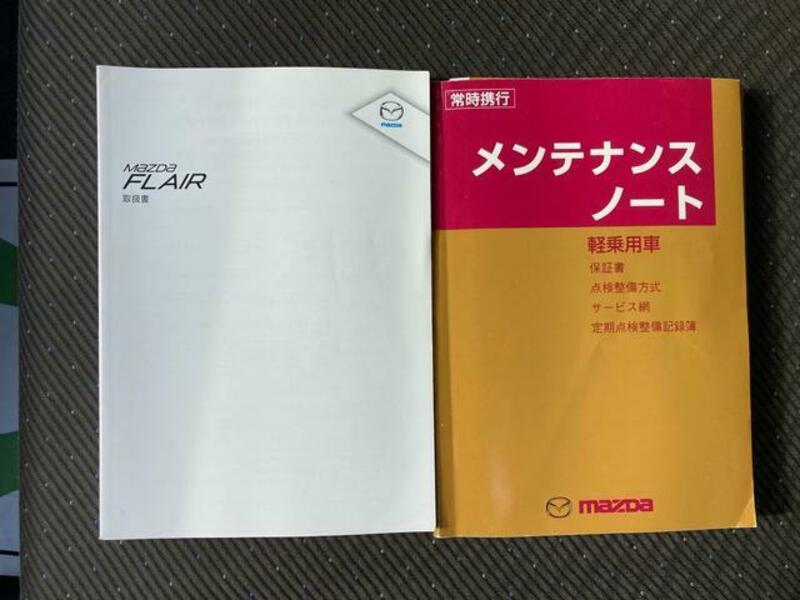 mazda
mazda
FLAIR
取扱書
常時携行
メンテナンス
ノート
軽乗用車
保証書
点検整備方式
サービス網
定期点検整備記録簿
mazda